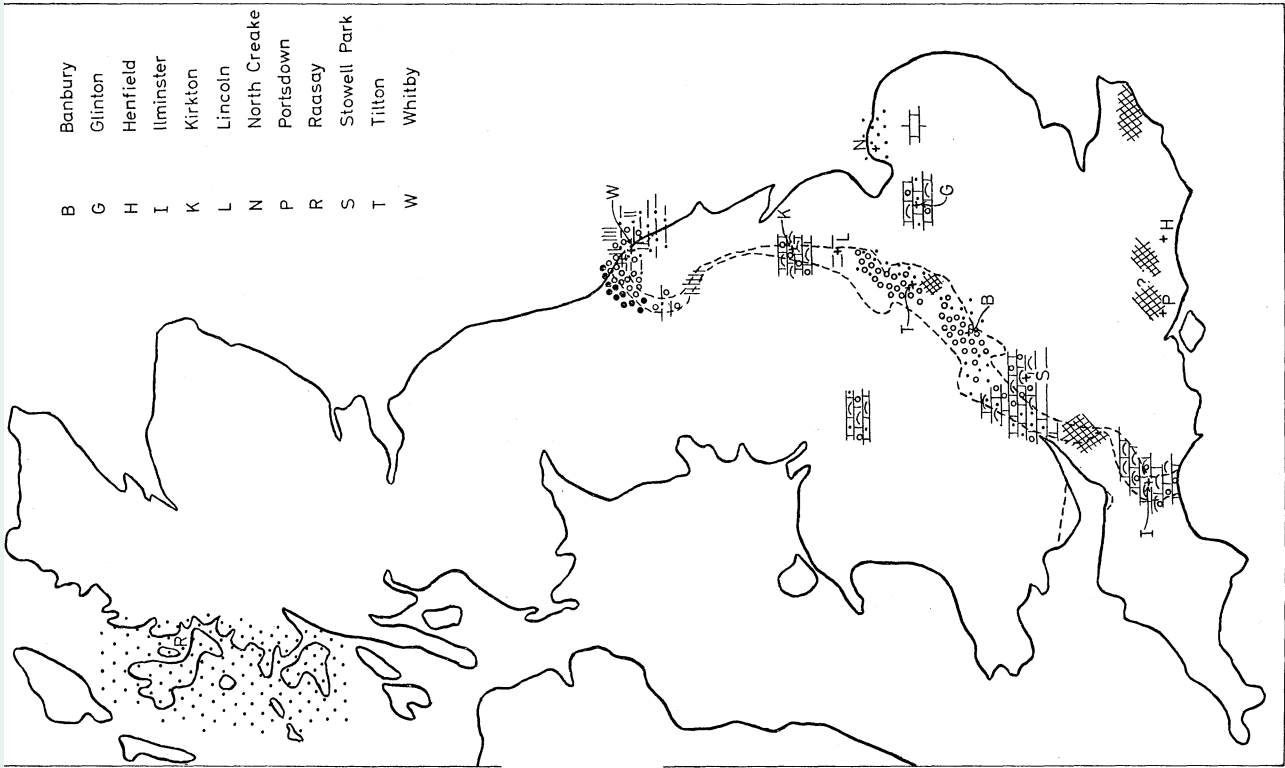 B Banbury
G Glinton
H Henfield
I Ilminster
K Kirkton
L Lincoln
N North Creake
P Portsdown
R Raasay
S Stowell Park
T Tilton
W Whitby
W
N
K
L
G
T
B
S
H
?
P
I
R